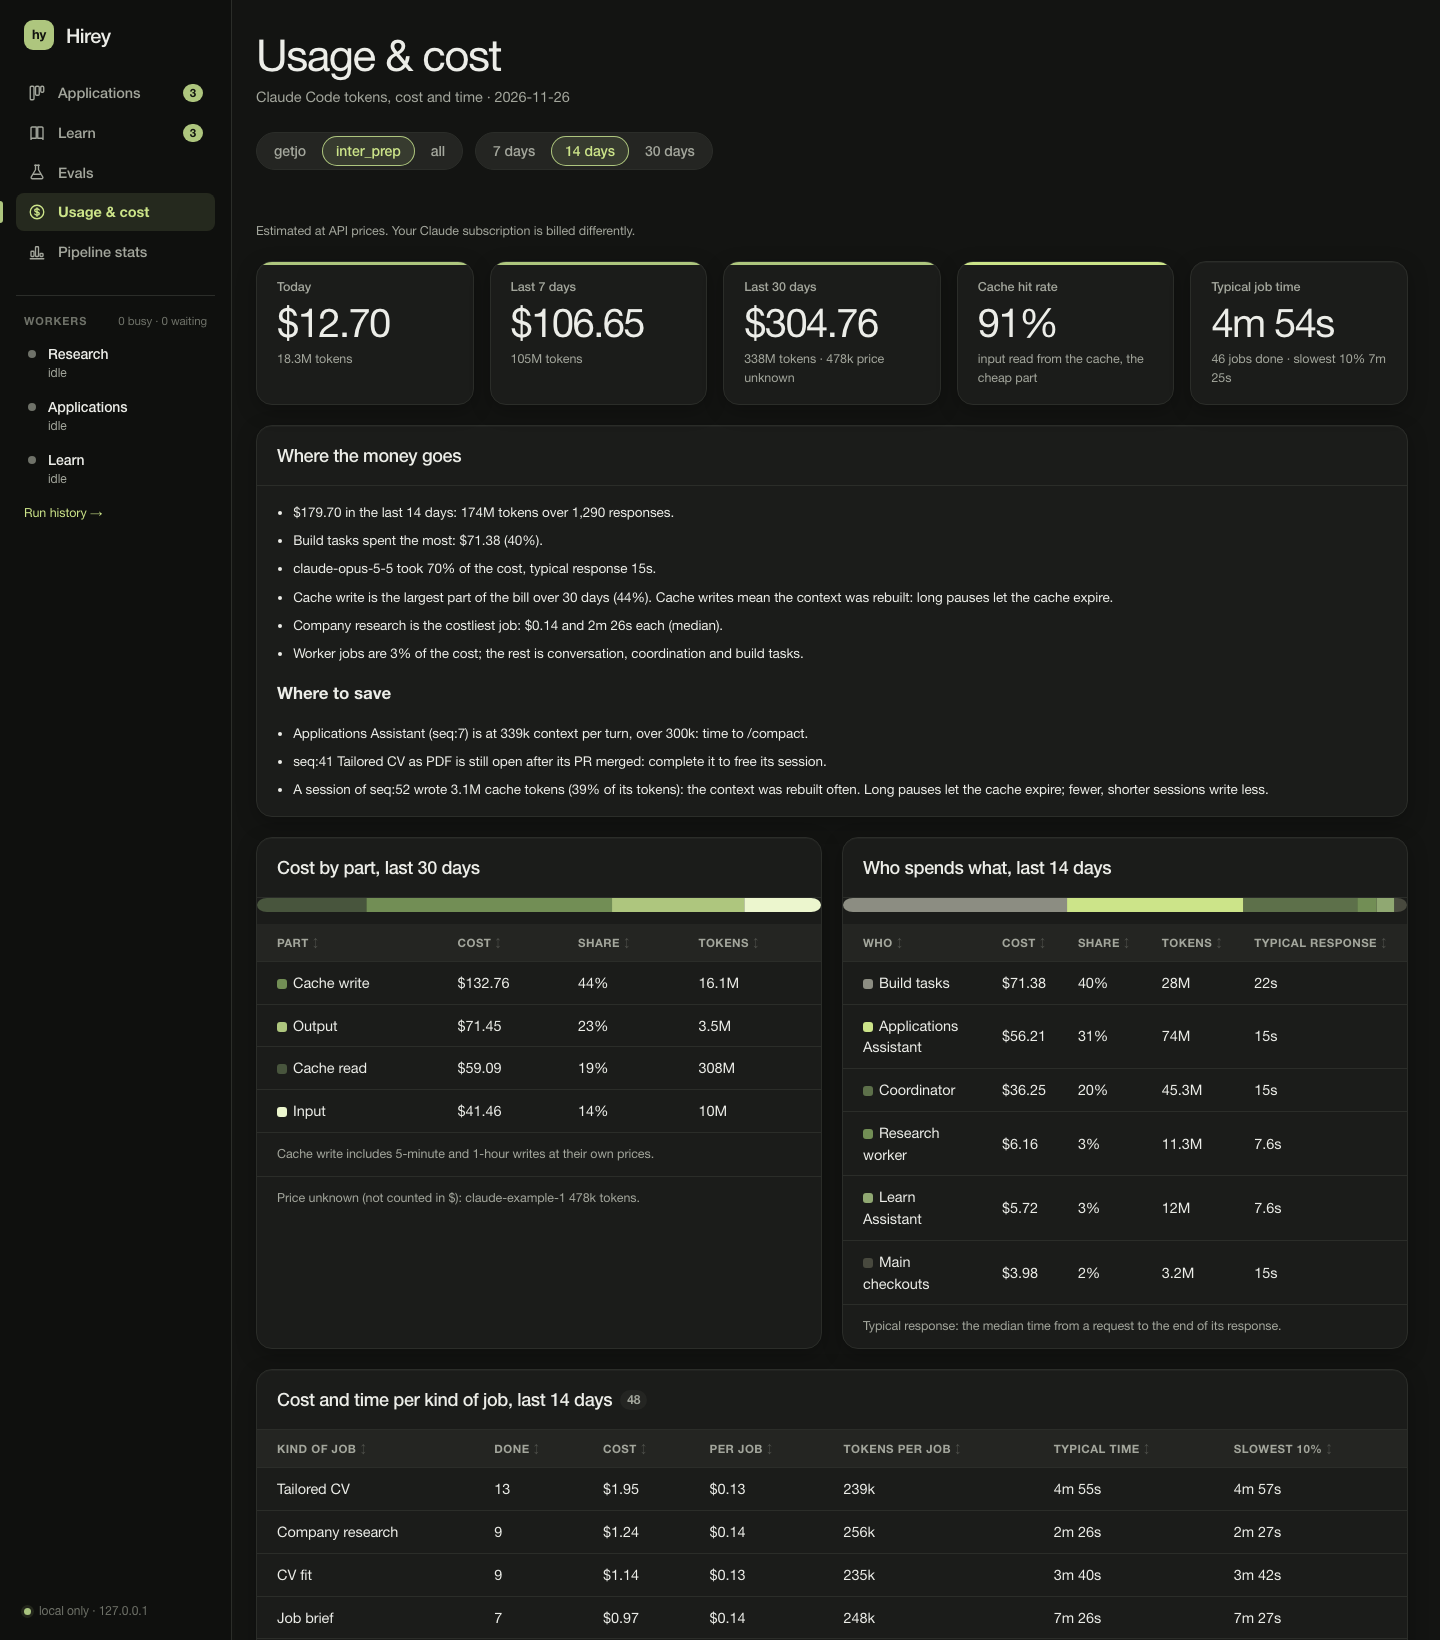 hy Hirey
Applications 3
Learn 3
Evals
Usage & cost
Pipeline stats
WORKERS 0 busy · 0 waiting
Research
idle
Applications
idle
Learn
idle
Run history →
local only · 127.0.0.1
Usage & cost
Claude Code tokens, cost and time · 2026-11-26
getjo inter_prep all 7 days 14 days 30 days
Estimated at API prices. Your Claude subscription is billed differently.
Today
$12.70
18.3M tokens
Last 7 days
$106.65
105M tokens
Last 30 days
$304.76
338M tokens · 478k price
unknown
Cache hit rate
91%
input read from the cache, the
cheap part
Typical job time
4m 54s
46 jobs done · slowest 10% 7m
25s
Where the money goes
• $179.70 in the last 14 days: 174M tokens over 1,290 responses.
• Build tasks spent the most: $71.38 (40%).
• claude-opus-5-5 took 70% of the cost, typical response 15s.
• Cache write is the largest part of the bill over 30 days (44%). Cache writes mean the context was rebuilt: long pauses let the cache expire.
• Company research is the costliest job: $0.14 and 2m 26s each (median).
• Worker jobs are 3% of the cost; the rest is conversation, coordination and build tasks.
Where to save
• Applications Assistant (seq:7) is at 339k context per turn, over 300k: time to /compact.
• seq:41 Tailored CV as PDF is still open after its PR merged: complete it to free its session.
• A session of seq:52 wrote 3.1M cache tokens (39% of its tokens): the context was rebuilt often. Long pauses let the cache expire; fewer, shorter sessions write less.
Cost by part, last 30 days
PART ↕ COST ↕ SHARE ↕ TOKENS ↕
Cache write $132.76 44% 16.1M
Output $71.45 23% 3.5M
Cache read $59.09 19% 308M
Input $41.46 14% 10M
Cache write includes 5-minute and 1-hour writes at their own prices.
Price unknown (not counted in $): claude-example-1 478k tokens.
Who spends what, last 14 days
WHO ↕ COST ↕ SHARE ↕ TOKENS ↕ TYPICAL RESPONSE ↕
Build tasks $71.38 40% 28M 22s
Applications
Assistant $56.21 31% 74M 15s
Coordinator $36.25 20% 45.3M 15s
Research
worker $6.16 3% 11.3M 7.6s
Learn
Assistant $5.72 3% 12M 7.6s
Main
checkouts $3.98 2% 3.2M 15s
Typical response: the median time from a request to the end of its response.
Cost and time per kind of job, last 14 days 48
KIND OF JOB ↕ DONE ↕ COST ↕ PER JOB ↕ TOKENS PER JOB ↕ TYPICAL TIME ↕ SLOWEST 10% ↕
Tailored CV 13 $1.95 $0.13 239k 4m 55s 4m 57s
Company research 9 $1.24 $0.14 256k 2m 26s 2m 27s
CV fit 9 $1.14 $0.13 235k 3m 40s 3m 42s
Job brief 7 $0.97 $0.14 248k 7m 26s 7m 27s